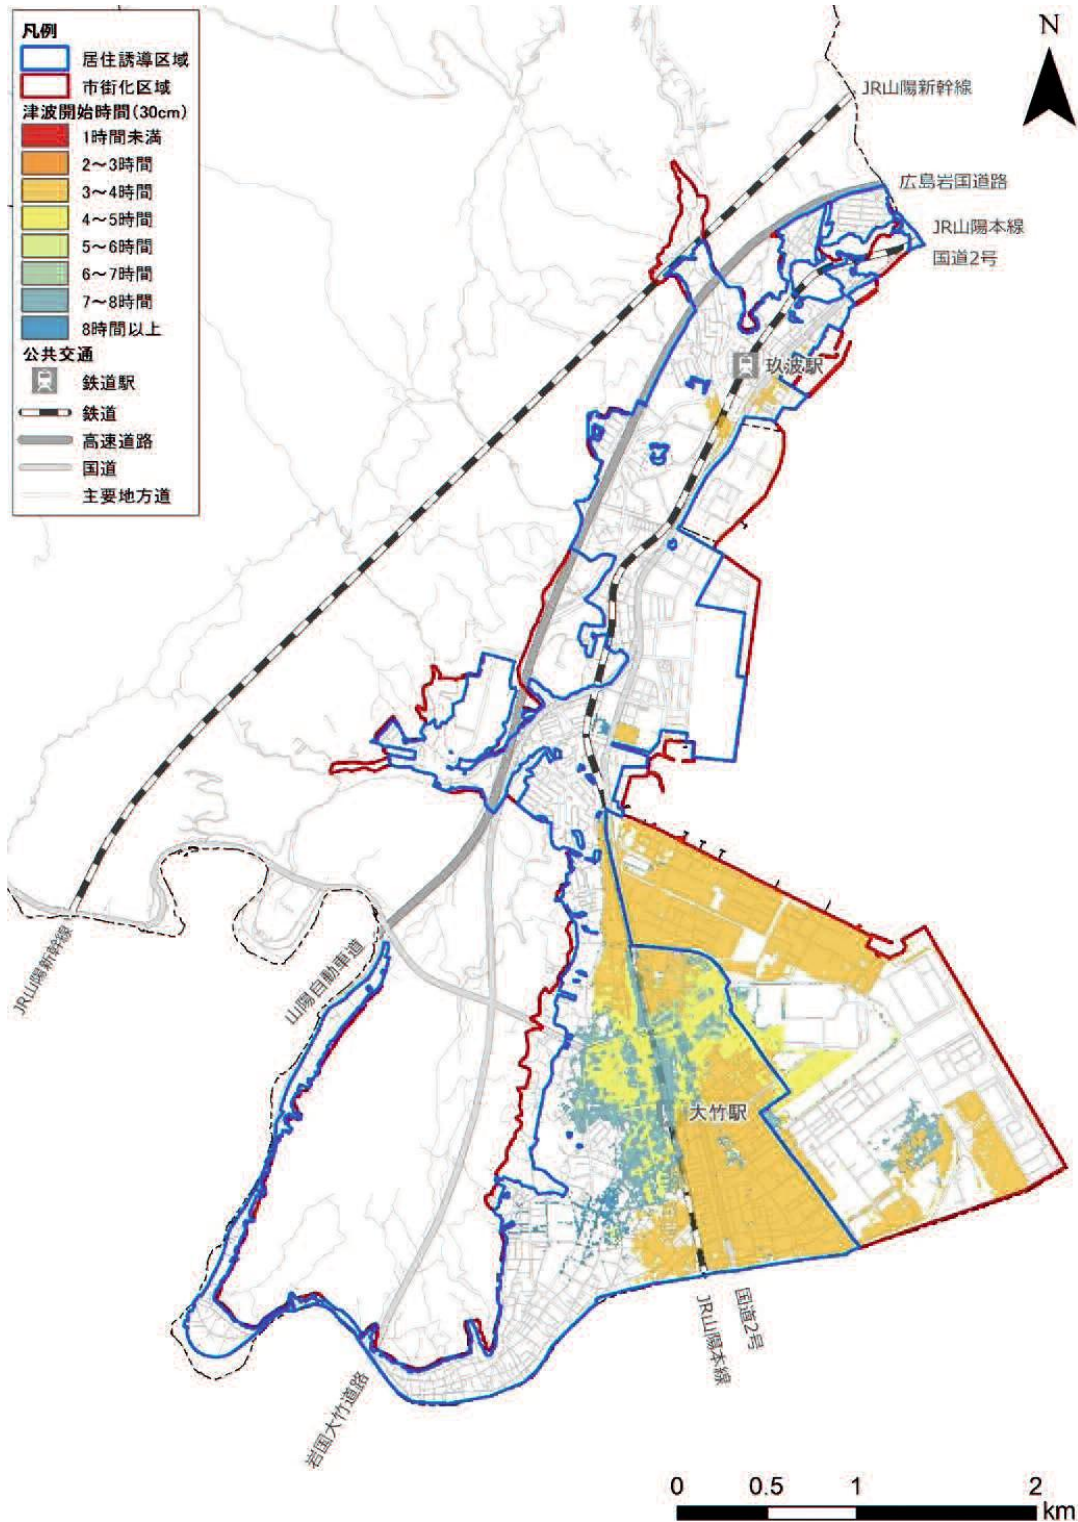 凡例
居住誘導区域
市街化区域
津波開始時間(30cm)
1時間未満
2～3時間
3～4時間
4～5時間
5～6時間
6～7時間
7～8時間
8時間以上
公共交通
鉄道駅
鉄道
高速道路
国道
主要地方道
N
JR山陽新幹線
広島岩国道路
JR山陽本線
国道2号
玖波駅
JR山陽新幹線
山陽自動車道
大竹駅
国道2号
JR山陽本線
岩国大竹道路
0 0.5 1 2
km